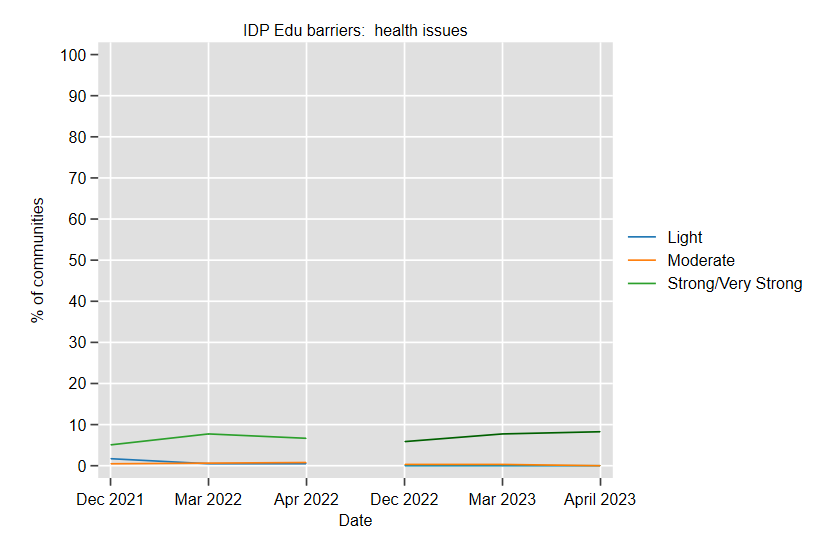 IDP Edu barriers:  health issues
100
90
80
70
60
50
40
30
20
10
0
% of communities
Dec 2021 Mar 2022 Apr 2022 Dec 2022 Mar 2023 April 2023
Date
Light
Moderate
Strong/Very Strong